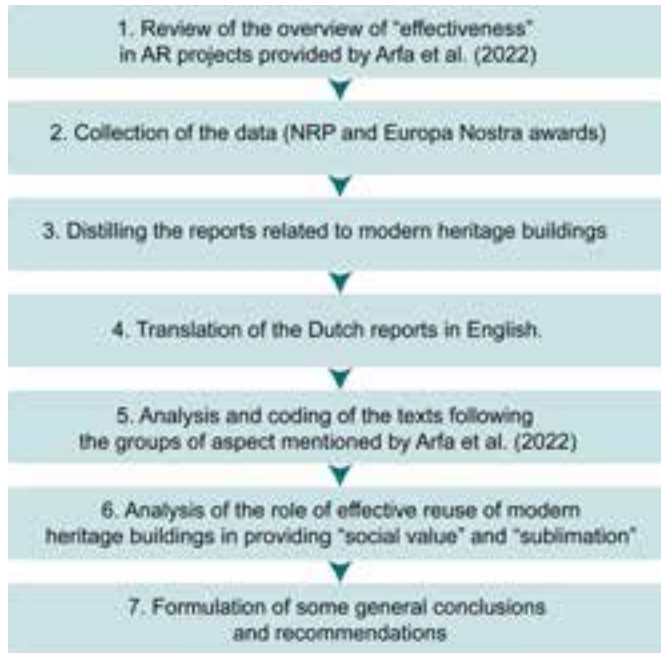 1. Review of the overview of “effectiveness”
in AR projects provided by Arfa et al. (2022)
2. Collection of the data (NRP and Europa Nostra awards)
3. Distilling the reports related to modern heritage buildings
4. Translation of the Dutch reports in English.
5. Analysis and coding of the texts following
the groups of aspect mentioned by Arfa et al. (2022)
6. Analysis of the role of effective reuse of modern
heritage buildings in providing “social value” and “sublimation”
7. Formulation of some general conclusions
and recommendations